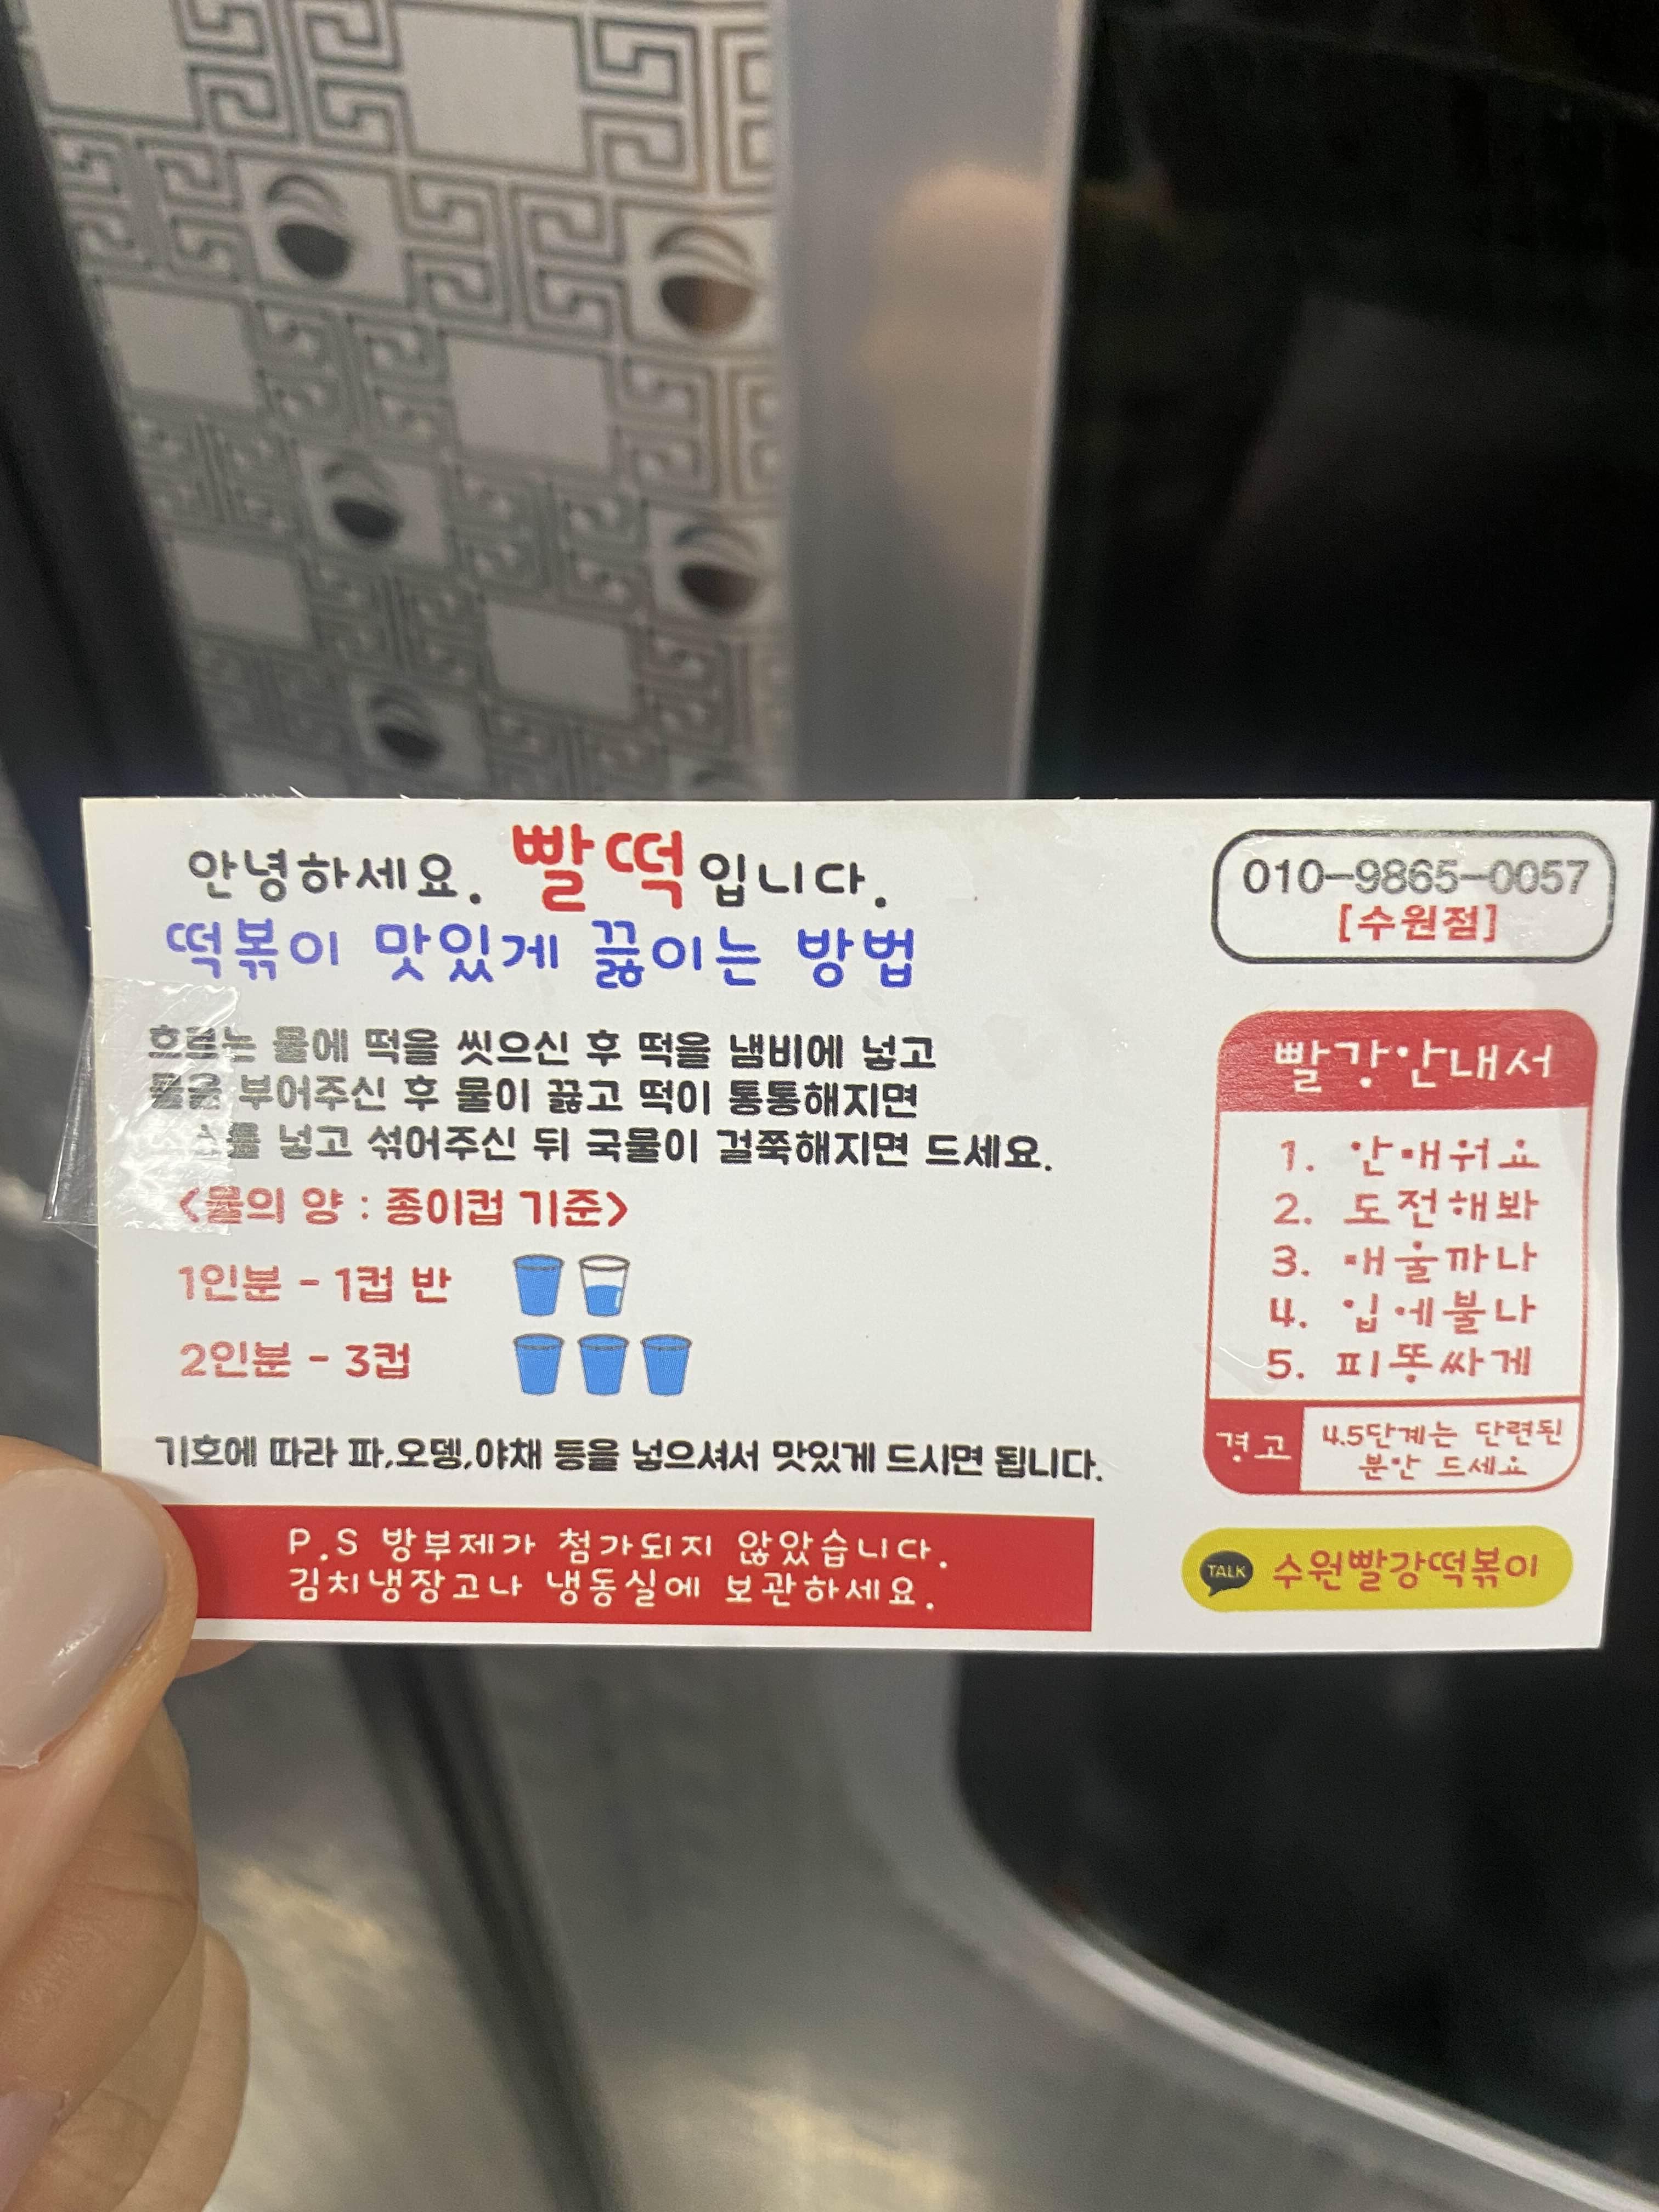 안녕하세요. 빨떡입니다.
떡볶이 맛있게 끓이는 방법
흐르는 물에 떡을 씻으신 후 떡을 냄비에 넣고
물을 부어주신 후 물이 끓고 떡이 통통해지면
넣고 섞어주신 뒤 국물이 걸쭉해지면 드세요.
<물의 양 : 종이컵 기준>
1인분 - 1컵 반
2인분 - 3컵
기호에 따라 파,오뎅,야채 등을 넣으셔서 맛있게 드시면 됩니다.
P.S 방부제가 첨가되지 않았습니다.
김치냉장고나 냉동실에 보관하세요.
010-9865-0057
[수원점]
빨강안내서
1. 안매워요
2. 도전해봐
3. 매울까나
4. 입에불나
5. 피똥싸게
경고
4.5단계는 단련된
분만 드세요
TALK 수원빨강떡볶이